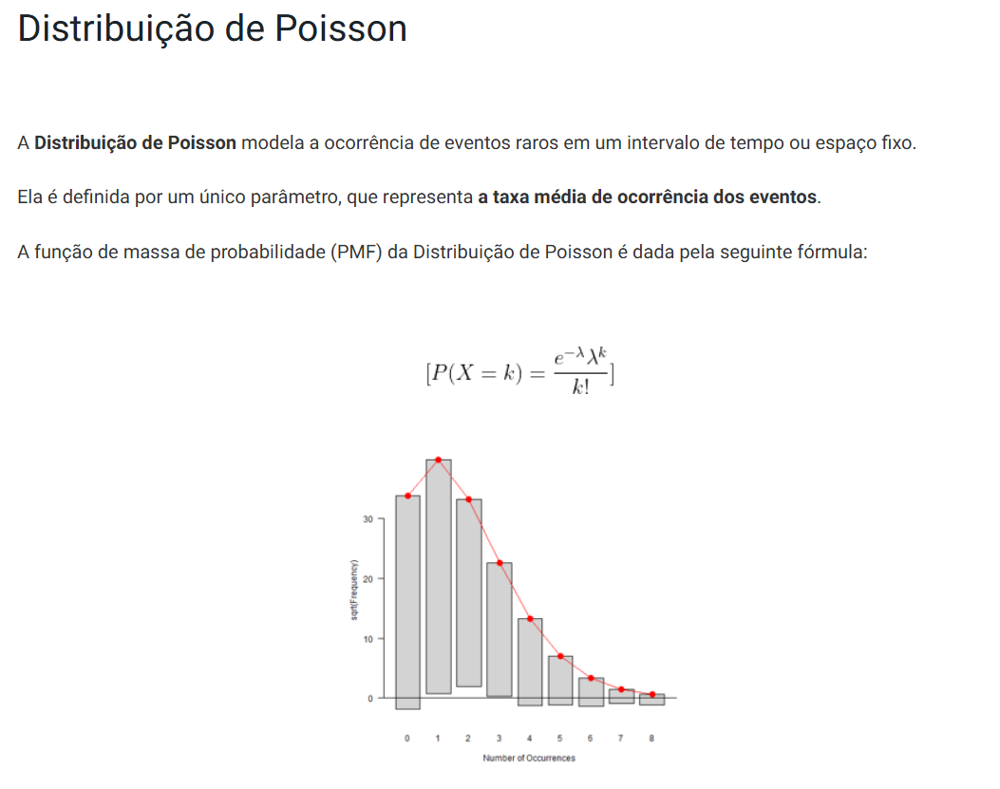 Distribuição de Poisson
A Distribuição de Poisson modela a ocorrência de eventos raros em um intervalo de tempo ou espaço fixo.
Ela é definida por um único parâmetro, que representa a taxa média de ocorrência dos eventos.
A função de massa de probabilidade (PMF) da Distribuição de Poisson é dada pela seguinte fórmula:
[P(X = k) = \frac{e^{-λ} λ^k}{k!}]
30
20
10
0
sqrt(Frequency)
0 1 2 3 4 5 6 7 8
Number of Occurrences